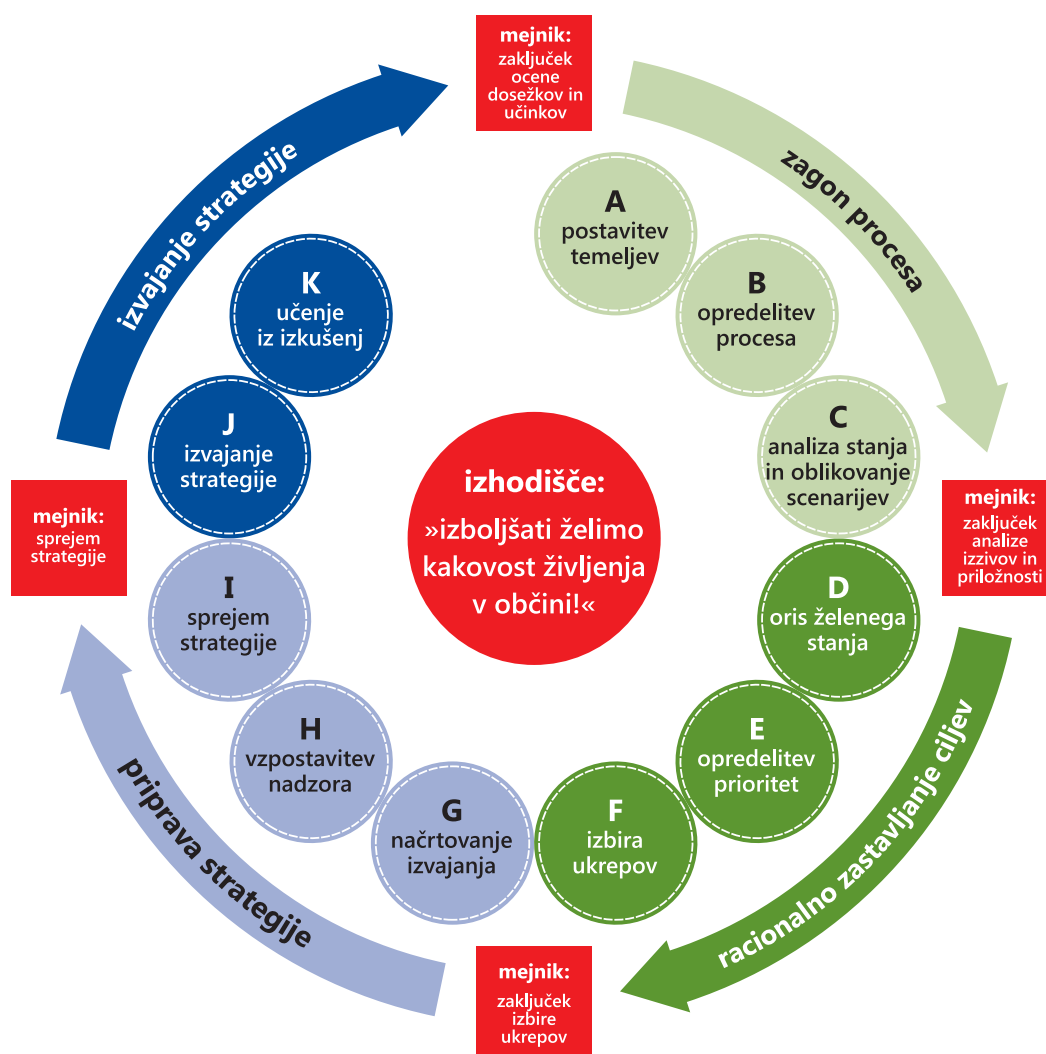 mejnik:
zaključek
ocene
dosežkov in
učinkov
zagon procesa
A
postavitev
temeljev
B
opredelitev
procesa
C
analiza stanja
in oblikovanje
scenarijev
mejnik:
zaključek
analize
izzivov in
priložnosti
D
oris želenega
stanja
racionalno zastavljanje ciljev
E
opredelitev
prioritet
F
izbira
ukrepov
mejnik:
zaključek
izbire
ukrepov
G
načrtovanje
izvajanja
priprava strategije
H
vzpostavitev
nadzora
I
sprejem
strategije
mejnik:
sprejem
strategije
J
izvajanje
strategije
izvajanje strategije
K
učenje
iz izkušenj
izhodišče:
»izboljšati želimo
kakovost življenja
v občini!«